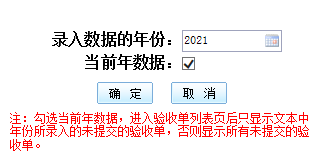 录入数据的年份：2021
当前年数据：
确 定 取 消
注：勾选当前年数据，进入验收单列表页后只显示文本中
年份所录入的未提交的验收单，否则显示所有未提交的验
收单。